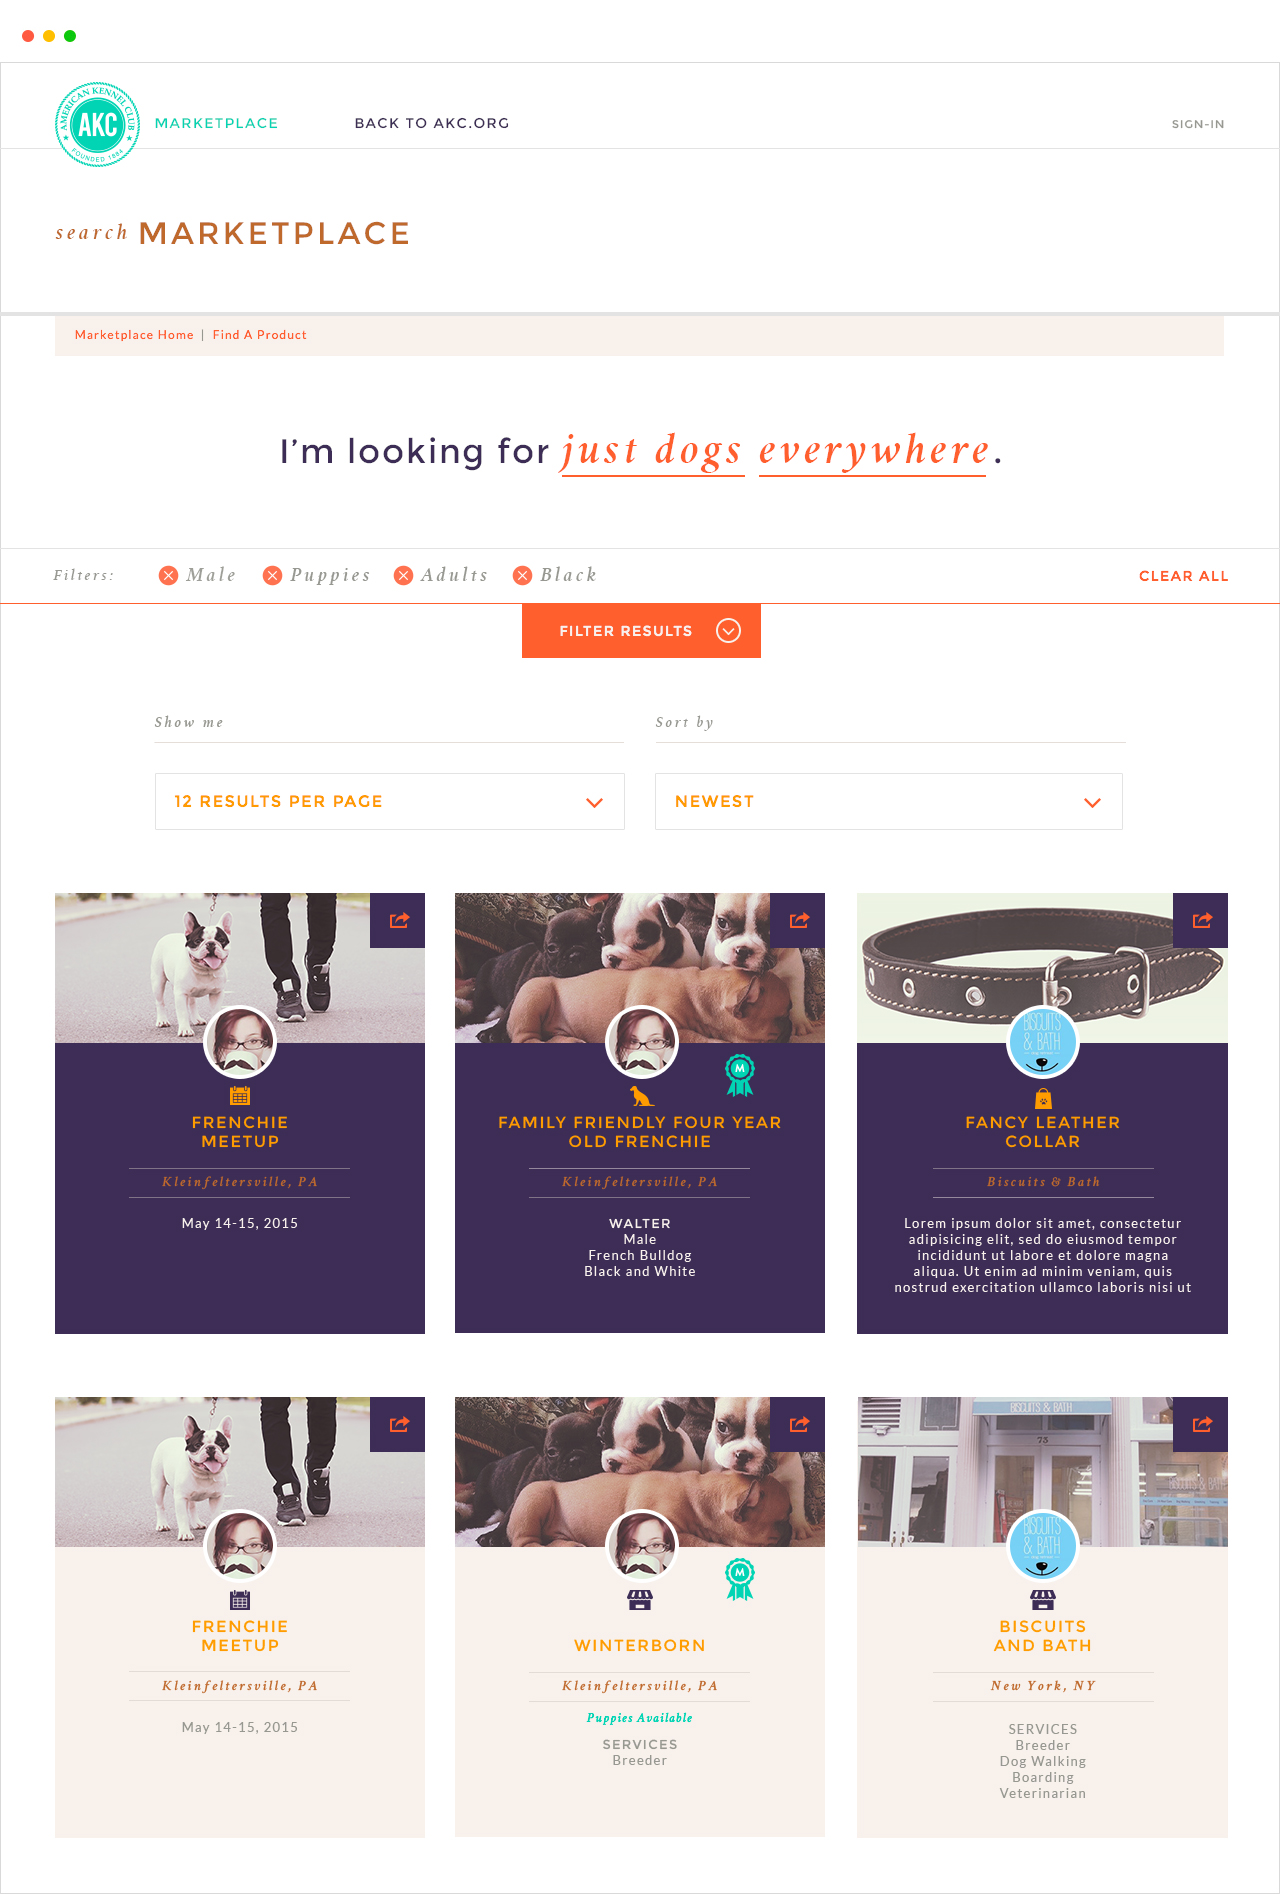 AMERICAN KENNEL CLUB
AKC
FOUNDED 1884
MARKETPLACE
BACK TO AKC.ORG
SIGN-IN
search MARKETPLACE
Marketplace Home | Find A Product
I'm looking for just dogs everywhere.
Filters:
Male
Puppies
Adults
Black
CLEAR ALL
FILTER RESULTS
Show me
Sort by
12 RESULTS PER PAGE
NEWEST
FRENCHIE
MEETUP
Kleinfeltersville, PA
May 14-15, 2015
M
FAMILY FRIENDLY FOUR YEAR
OLD FRENCHIE
Kleinfeltersville, PA
WALTER
Male
French Bulldog
Black and White
BISCUITS
& BATH
FANCY LEATHER
COLLAR
Biscuits & Bath
Lorem ipsum dolor sit amet, consectetur
adipisicing elit, sed do eiusmod tempor
incididunt ut labore et dolore magna
aliqua. Ut enim ad minim veniam, quis
nostrud exercitation ullamco laboris nisi ut
FRENCHIE
MEETUP
Kleinfeltersville, PA
May 14-15, 2015
M
WINTERBORN
Kleinfeltersville, PA
Puppies Available
SERVICES
Breeder
BISCUITS & BATH
73
BISCUITS & BATH
BISCUITS
& BATH
BISCUITS
AND BATH
New York, NY
SERVICES
Breeder
Dog Walking
Boarding
Veterinarian